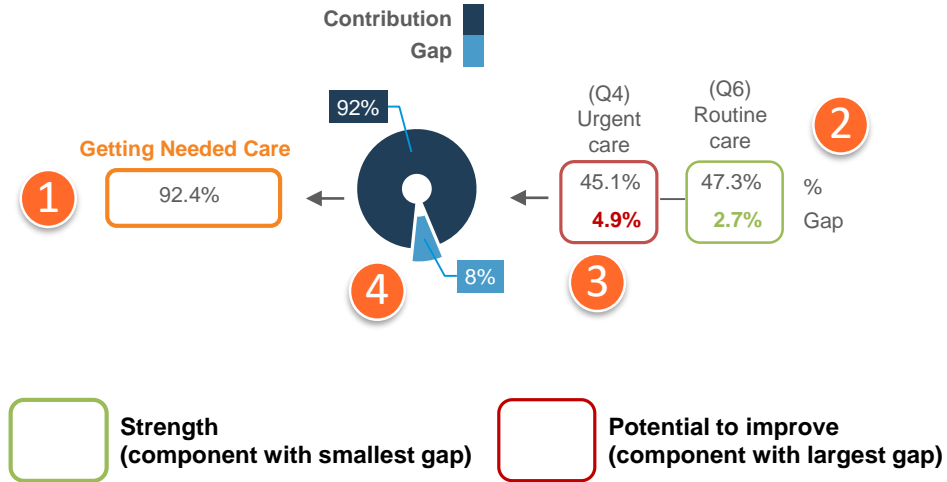 Contribution
Gap
92%
(Q4)
Urgent
care
(Q6)
Routine
care
2
Getting Needed Care
1
92.4%
45.1%
47.3%
%
4.9%
2.7%
Gap
4
8%
3
Strength
(component with smallest gap)
Potential to improve
(component with largest gap)